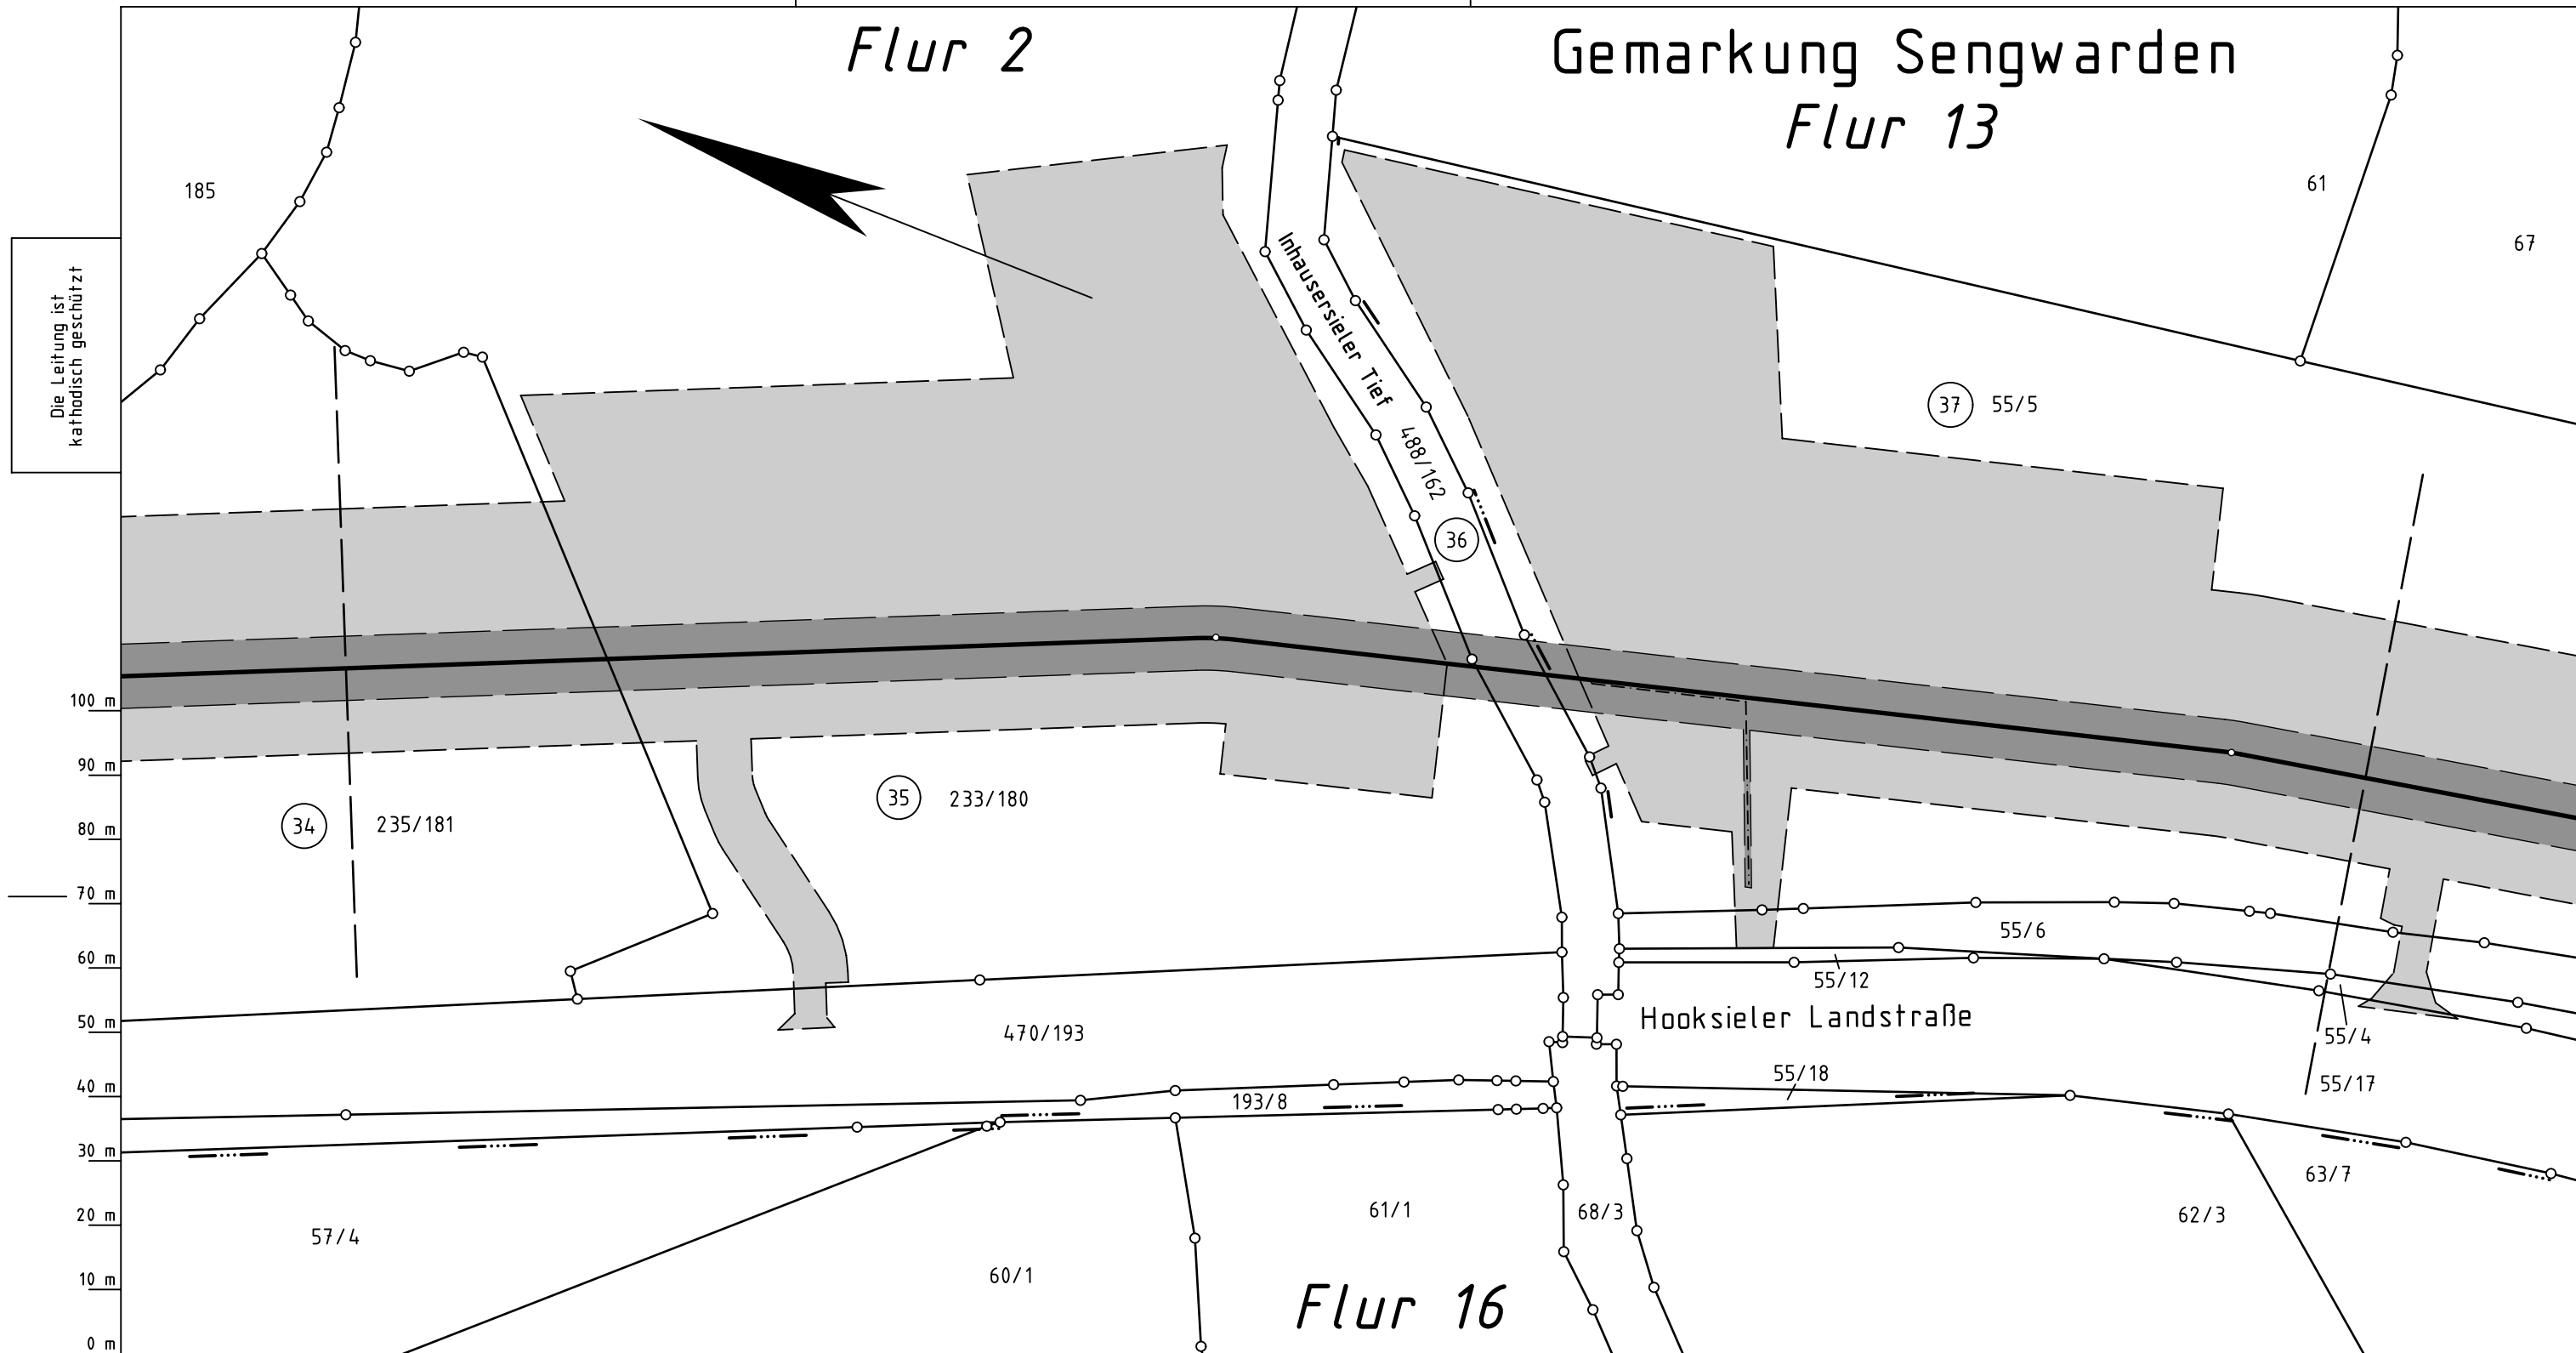 Flur 2
Gemarkung Sengwarden
Flur 13
185
61
67
Die Leitung ist
kathodisch geschützt
Inhausersieler Tief
488/162
36
37 55/5
100 m
90 m
80 m
70 m
60 m
50 m
40 m
30 m
20 m
10 m
0 m
34 235/181
35 233/180
55/6
55/12
Hooksieler Landstraße
470/193
55/4
55/18
55/17
193/8
63/7
57/4
61/1
68/3
62/3
60/1
Flur 16